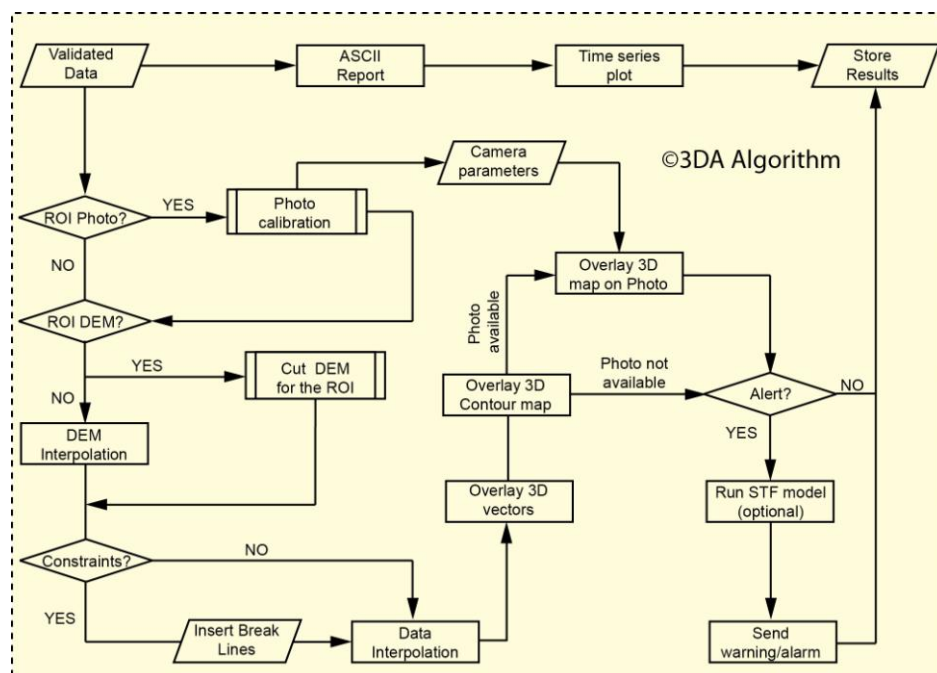 Validated
Data
ASCII
Report
Time series
plot
Store
Results
Camera
parameters
©3DA Algorithm
ROI Photo?
YES
Photo
calibration
NO
Overlay 3D
map on Photo
ROI DEM?
Photo
available
YES
Cut DEM
for the ROI
Photo not
available
NO
Overlay 3D
Contour map
Alert?
NO
DEM
Interpolation
YES
Overlay 3D
vectors
Run STF model
(optional)
Constraints?
NO
YES
Insert Break
Lines
Data
Interpolation
Send
warning/alarm